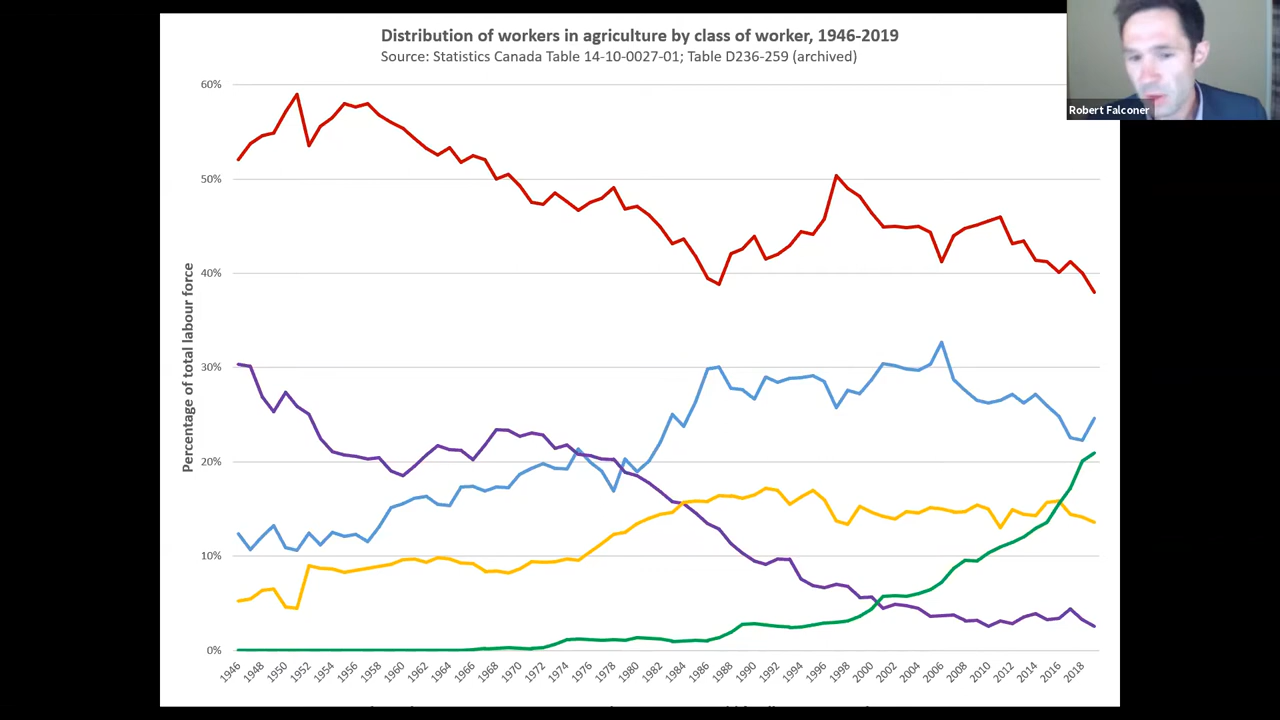 Distribution of workers in agriculture by class of worker, 1946-2019
Source: Statistics Canada Table 14-10-0027-01; Table D236-259 (archived)
Robert Falconer
60%
50%
40%
30%
20%
10%
0%
Percentage of total labour force
1946 1948 1950 1952 1954 1956 1958 1960 1962 1964 1966 1968 1970 1972 1974 1976 1978 1980 1982 1984 1986 1988 1990 1992 1994 1996 1998 2000 2002 2004 2006 2008 2010 2012 2014 2016 2018